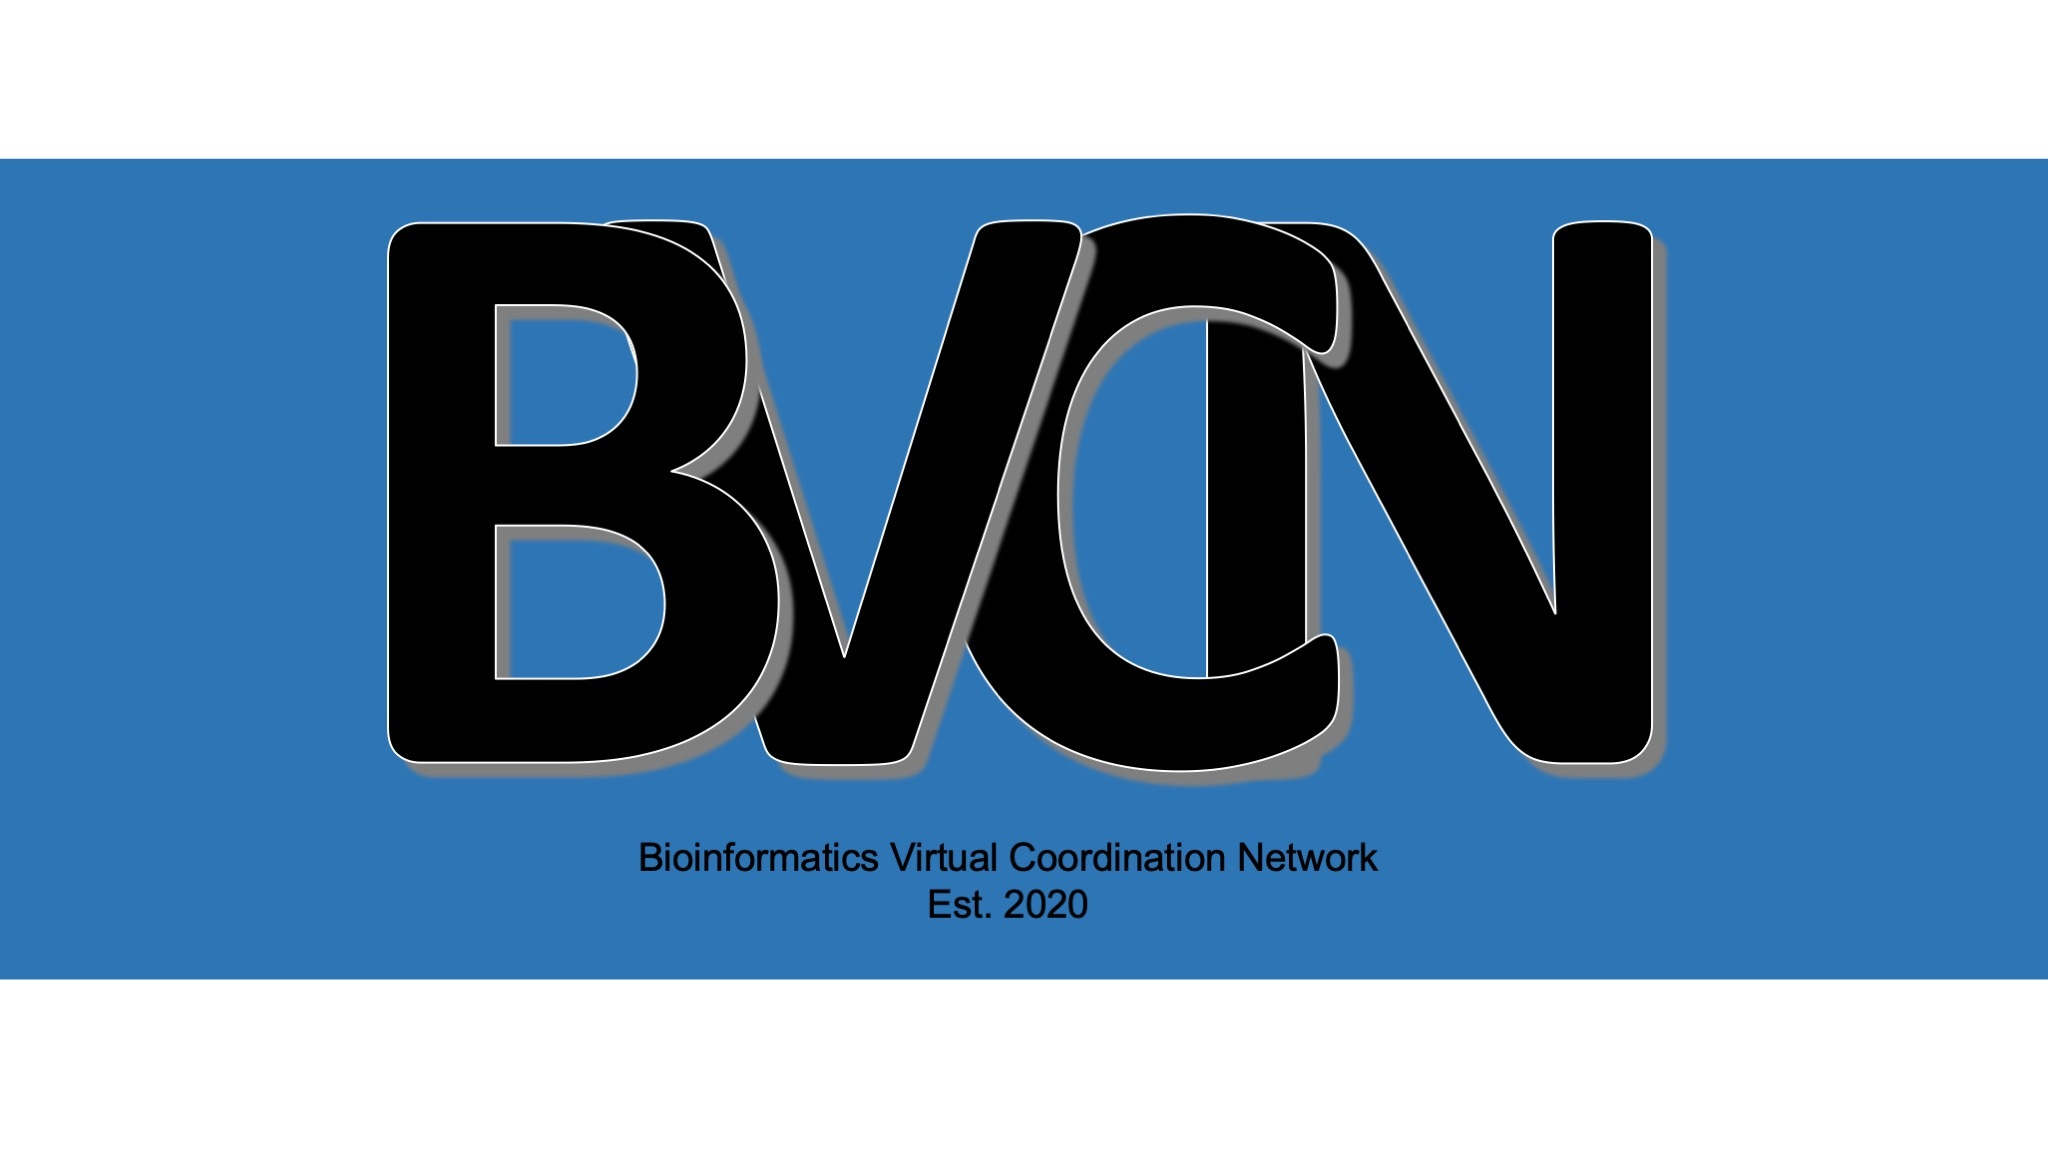 BVCN
Bioinformatics Virtual Coordination Network
Est. 2020